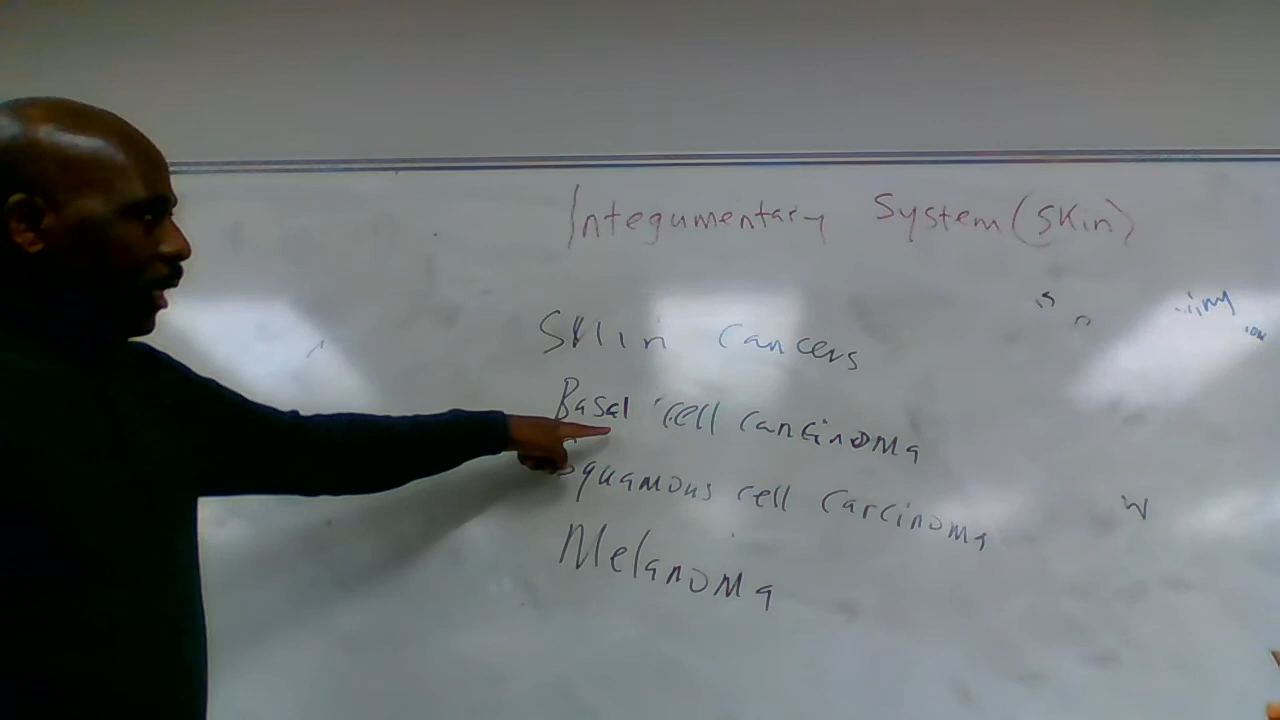 Integumentary System (Skin)
Skin Cancers
Basal cell carcinoma
Squamous cell carcinoma
Melanoma